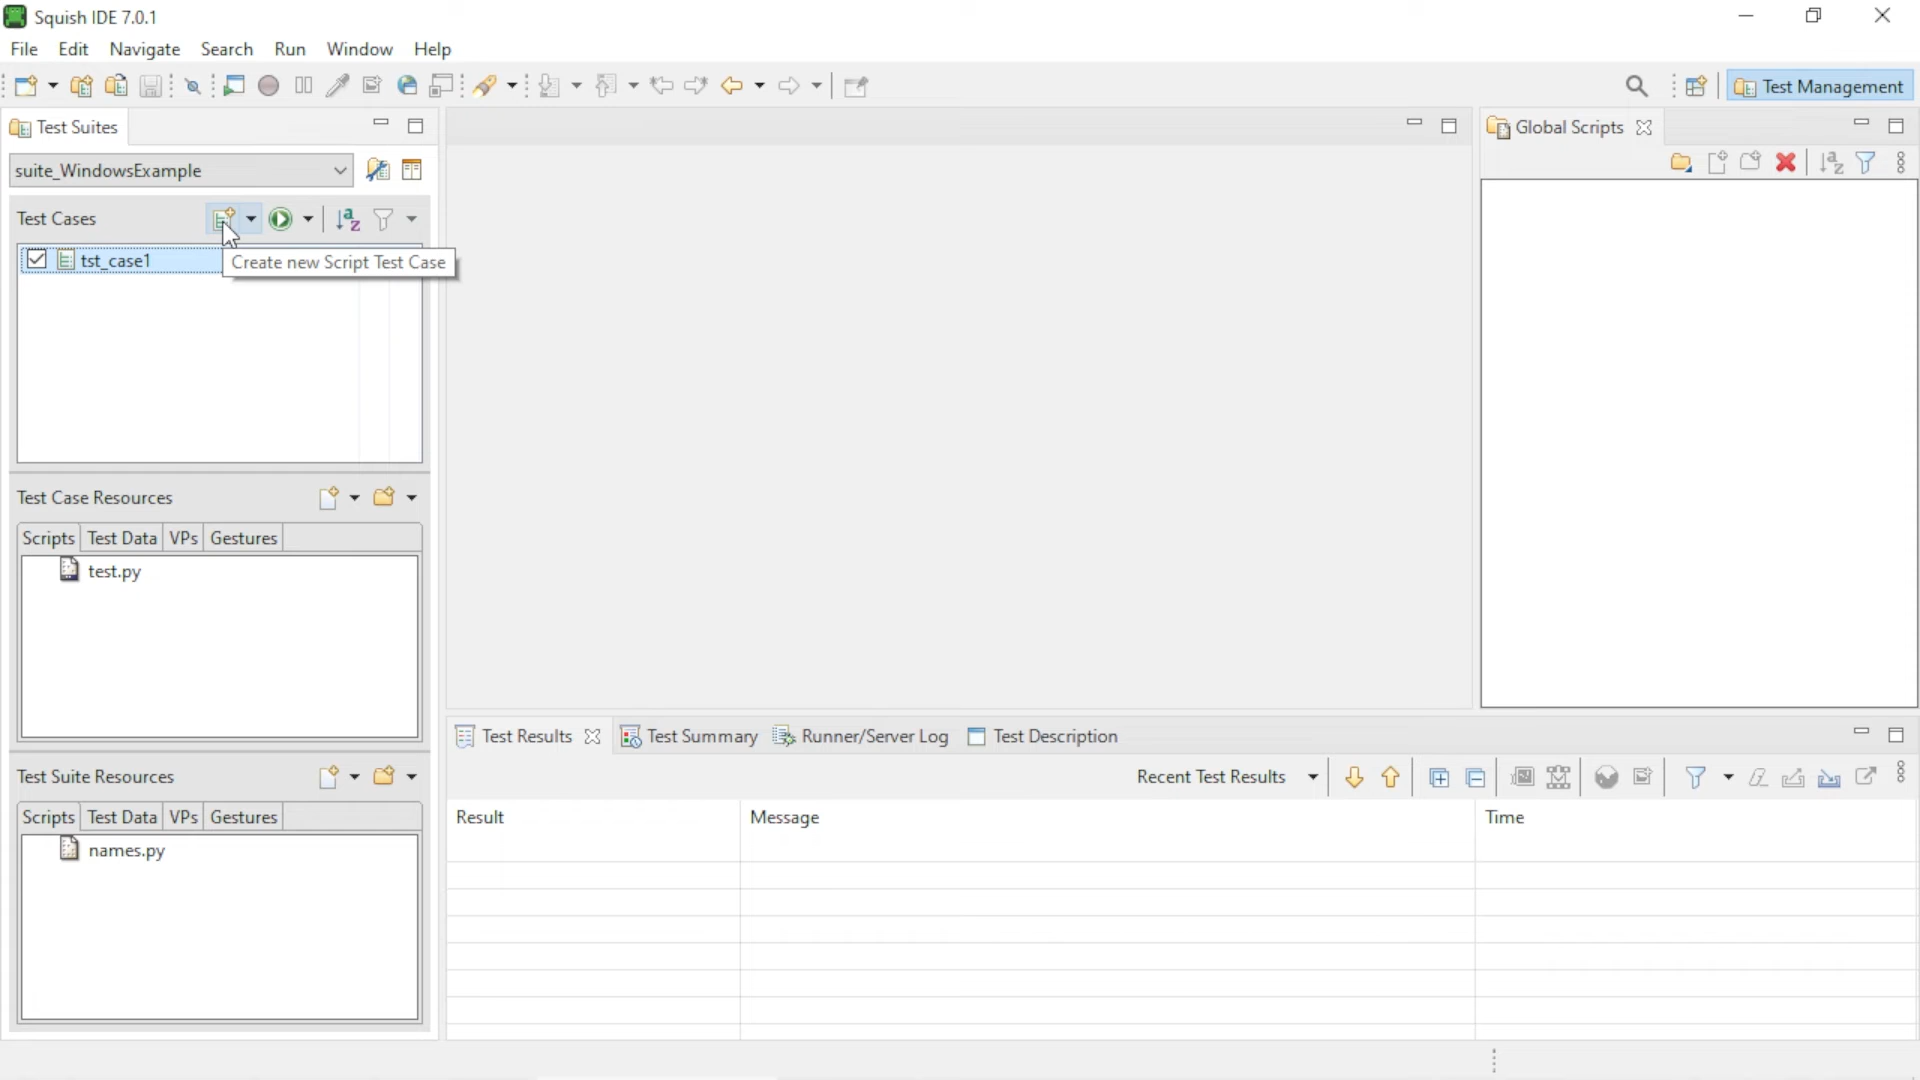 Squish IDE 7.0.1
File Edit Navigate Search Run Window Help
Test Management
Test Suites
Global Scripts
suite_WindowsExample
Test Cases
tst_case1
Create new Script Test Case
Test Case Resources
Scripts Test Data VPs Gestures
test.py
Test Results Test Summary Runner/Server Log Test Description
Test Suite Resources
Recent Test Results
Scripts Test Data VPs Gestures
Result Message Time
names.py